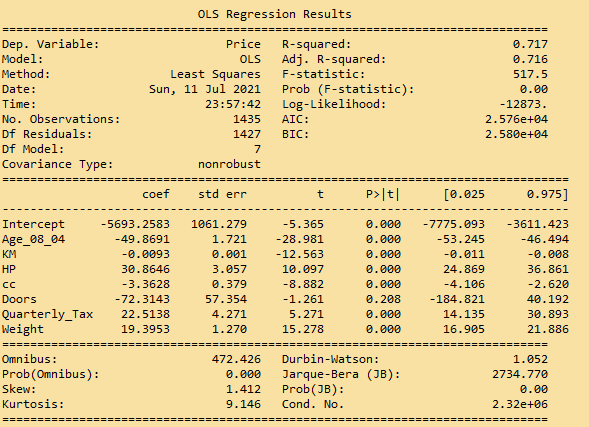 OLS Regression Results
==============================================================================
Dep. Variable: Price R-squared: 0.717
Model: OLS Adj. R-squared: 0.716
Method: Least Squares F-statistic: 517.5
Date: Sun, 11 Jul 2021 Prob (F-statistic): 0.00
Time: 23:57:42 Log-Likelihood: -12873.
No. Observations: 1435 AIC: 2.576e+04
Df Residuals: 1427 BIC: 2.580e+04
Df Model: 7
Covariance Type: nonrobust
=================================================================================
coef std err t P>|t| [0.025 0.975]
---------------------------------------------------------------------------------
Intercept -5693.2583 1061.279 -5.365 0.000 -7775.093 -3611.423
Age_08_04 -49.8691 1.721 -28.981 0.000 -53.245 -46.494
KM -0.0093 0.001 -12.563 0.000 -0.011 -0.008
HP 30.8646 3.057 10.097 0.000 24.869 36.861
cc -3.3628 0.379 -8.882 0.000 -4.106 -2.620
Doors -72.3143 57.354 -1.261 0.208 -184.821 40.192
Quarterly_Tax 22.5138 4.271 5.271 0.000 14.135 30.893
Weight 19.3953 1.270 15.278 0.000 16.905 21.886
==============================================================================
Omnibus: 472.426 Durbin-Watson: 1.052
Prob(Omnibus): 0.000 Jarque-Bera (JB): 2734.770
Skew: 1.412 Prob(JB): 0.00
Kurtosis: 9.146 Cond. No. 2.32e+06
==============================================================================